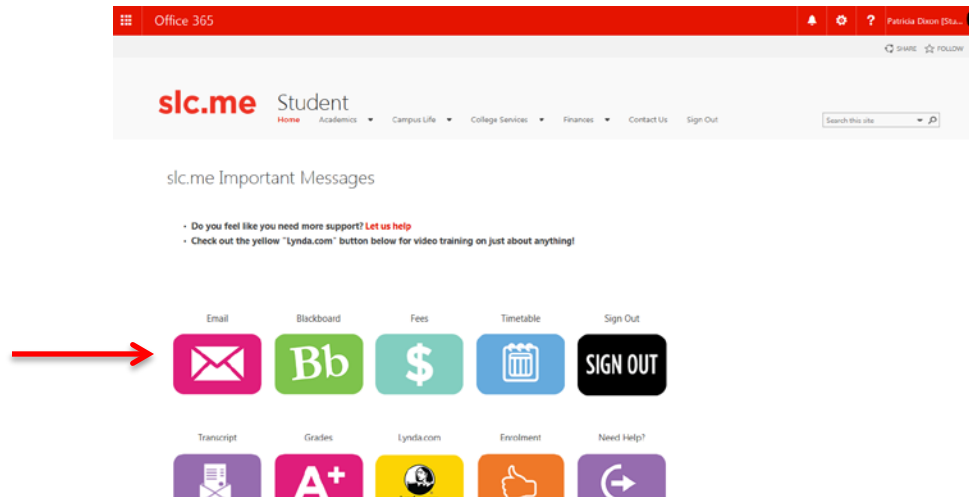 Office 365
? Patricia Dixon [Stu...
SHARE FOLLOW
slc.me Student
Home Academics Campus Life College Services Finances Contact Us Sign Out
Search this site
slc.me Important Messages
• Do you feel like you need more support? Let us help
• Check out the yellow "Lynda.com" button below for video training on just about anything!
Email Blackboard Fees Timetable Sign Out
Bb $ SIGN OUT
Transcript Grades Lynda.com Enrolment Need Help?
A+